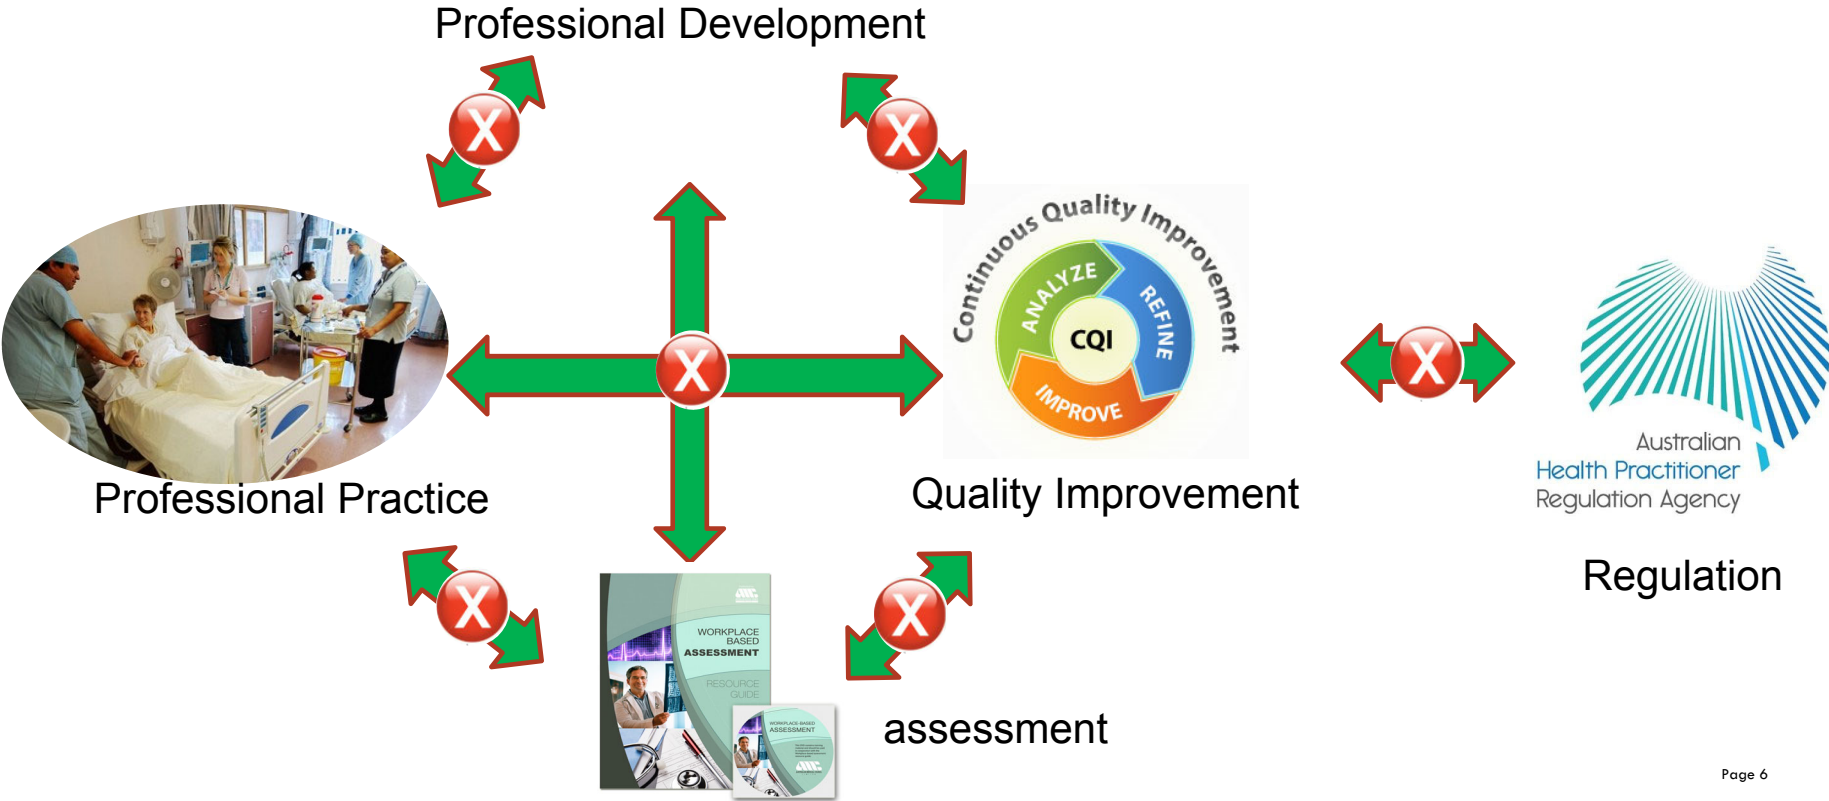 Professional Development
X
X
Continuous Quality Improvement
ANALYZE
REFINE
IMPROVE
CQI
X
X
Australian
Health Practitioner
Regulation Agency
Professional Practice
Quality Improvement
Regulation
X
X
WORKPLACE
BASED
ASSESSMENT
RESOURCE
GUIDE
WORKPLACE-BASED
ASSESSMENT
assessment
Page 6